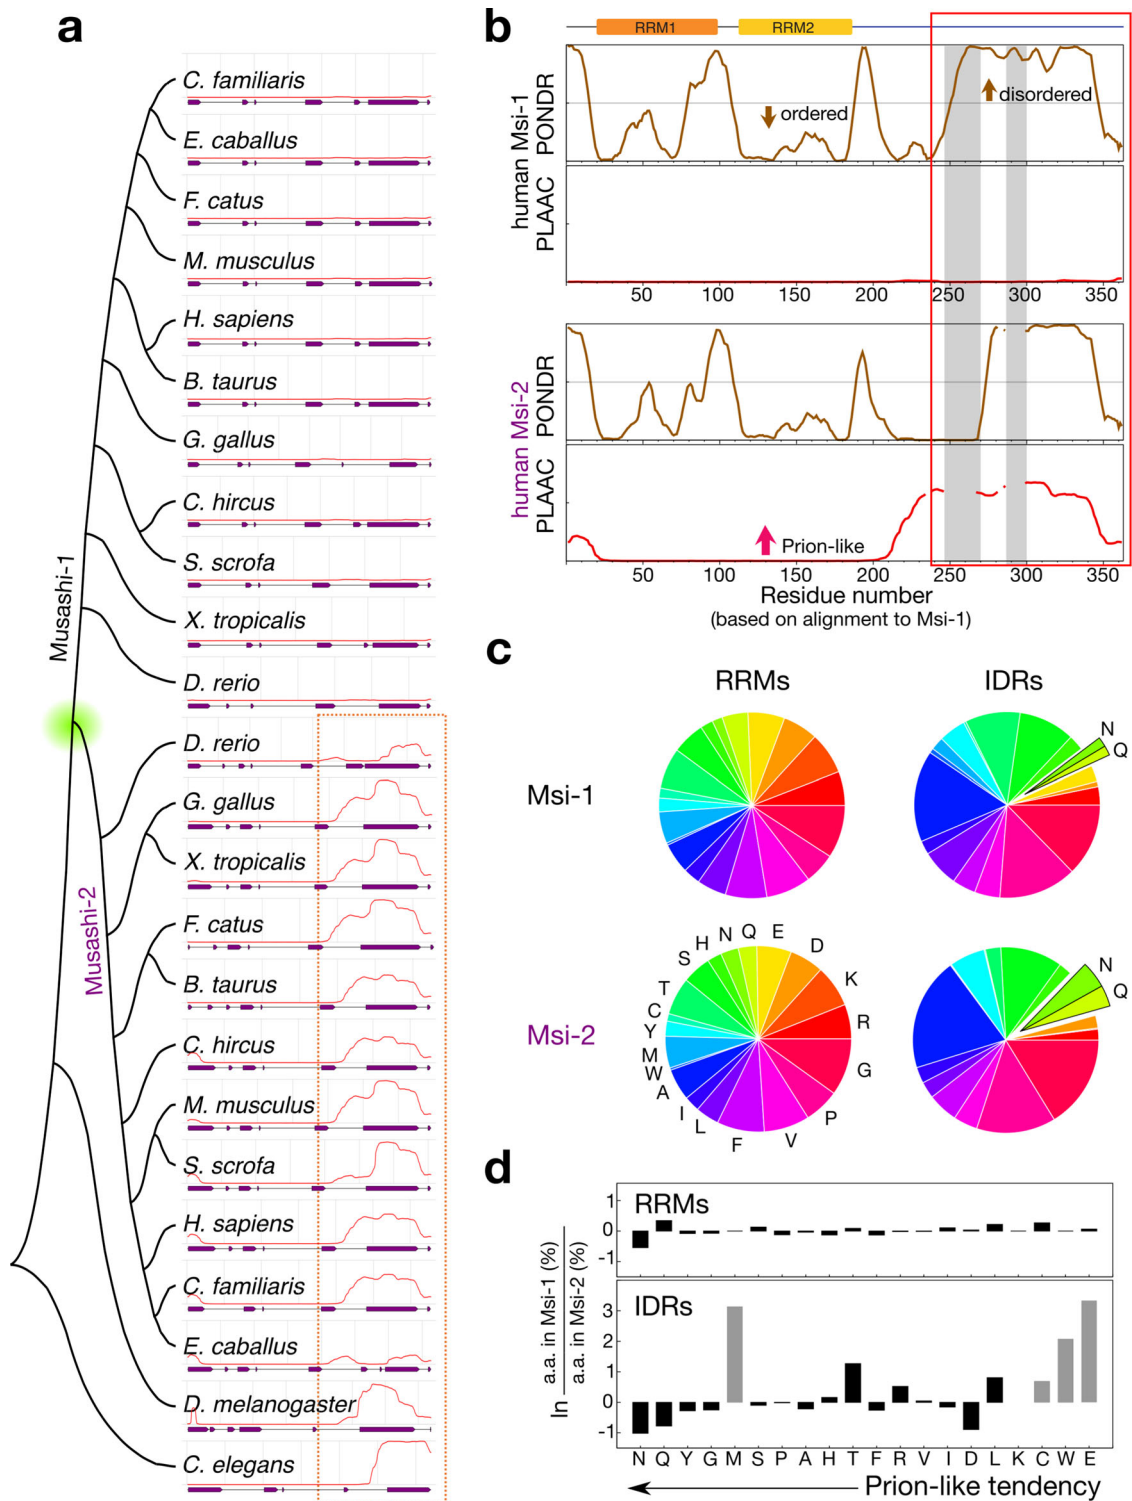 a
C. familiaris
E. caballus
F. catus
M. musculus
H. sapiens
B. taurus
G. gallus
C. hircus
S. scrofa
X. tropicalis
D. rerio
D. rerio
G. gallus
X. tropicalis
F. catus
B. taurus
C. hircus
M. musculus
S. scrofa
H. sapiens
C. familiaris
E. caballus
D. melanogaster
C. elegans
Musashi-1
Musashi-2
b
RRM1
RRM2
human Msi-1
PONDR
ordered
disordered
PLAAC
50 100 150 200 250 300 350
human Msi-2
PONDR
PLAAC
Prion-like
50 100 150 200 250 300 350
Residue number
(based on alignment to Msi-1)
c
RRMs
IDRs
Msi-1
N
Q
Msi-2
S H N Q E D
T
C
Y
M
W
A
I
L
F
V
P
G
R
K
N
Q
d
ln a.a. in Msi-1 (%)
a.a. in Msi-2 (%)
RRMs
1
0
-1
IDRs
3
2
1
0
-1
N Q Y G M S P A H T F R V I D L K C W E
Prion-like tendency